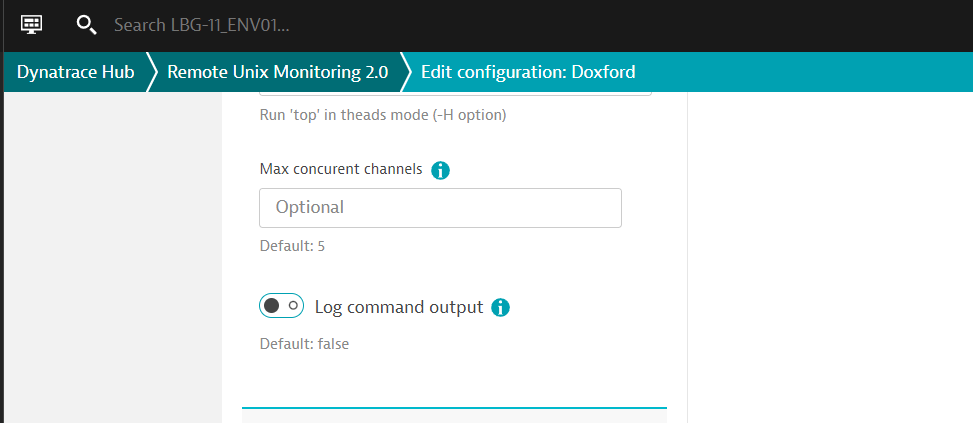 Search LBG-11_ENV01...
Dynatrace Hub
Remote Unix Monitoring 2.0
Edit configuration: Doxford
Run 'top' in theads mode (-H option)
Max concurent channels
Optional
Default: 5
Log command output
Default: false